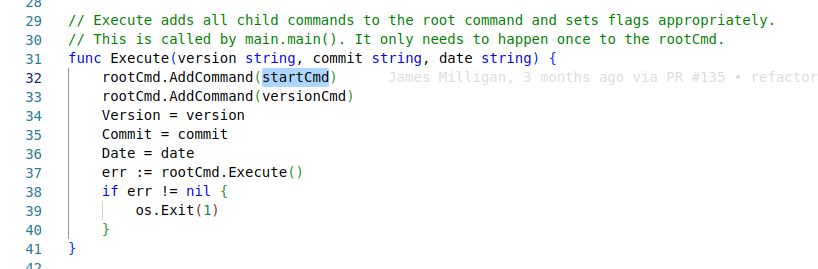 28
29 // Execute adds all child commands to the root command and sets flags appropriately.
30 // This is called by main.main(). It only needs to happen once to the rootCmd.
31 func Execute(version string, commit string, date string) {
32     rootCmd.AddCommand(startCmd)      James Milligan, 3 months ago via PR #135 • refactor
33     rootCmd.AddCommand(versionCmd)
34     Version = version
35     Commit = commit
36     Date = date
37     err := rootCmd.Execute()
38     if err != nil {
39         os.Exit(1)
40     }
41 }
42